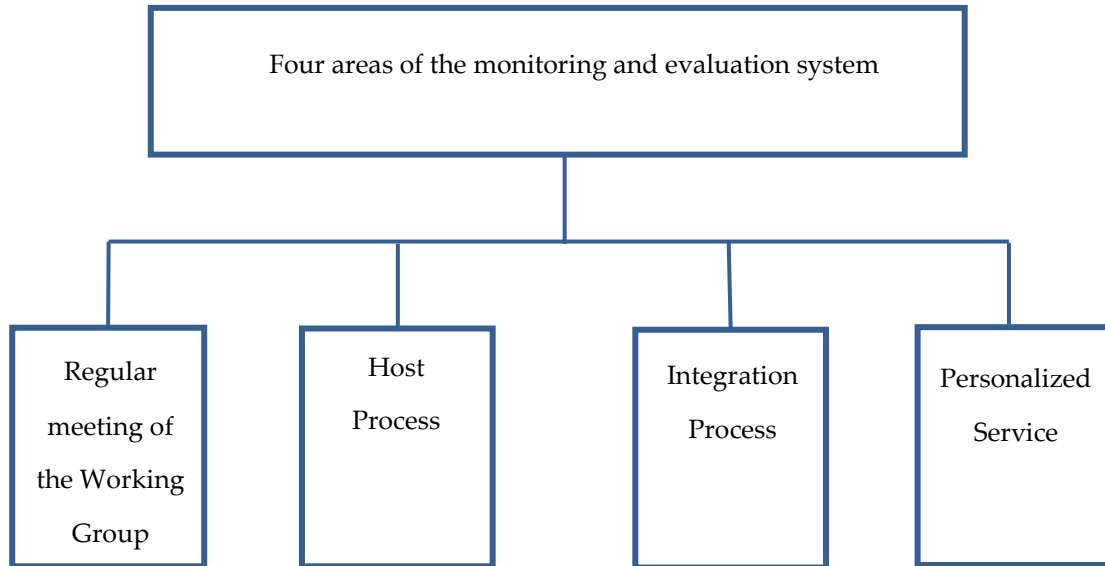 Four areas of the monitoring and evaluation system
Regular
meeting of
the Working
Group
Host
Process
Integration
Process
Personalized
Service